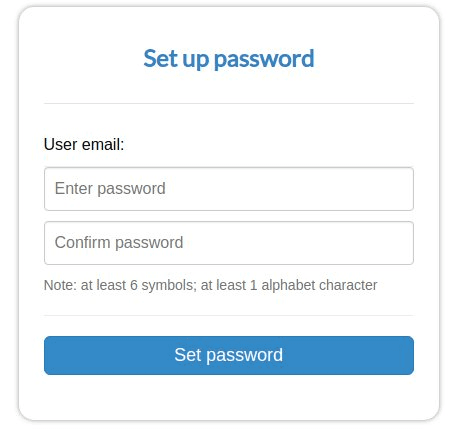 Set up password
User email:
Enter password
Confirm password
Note: at least 6 symbols; at least 1 alphabet character
Set password